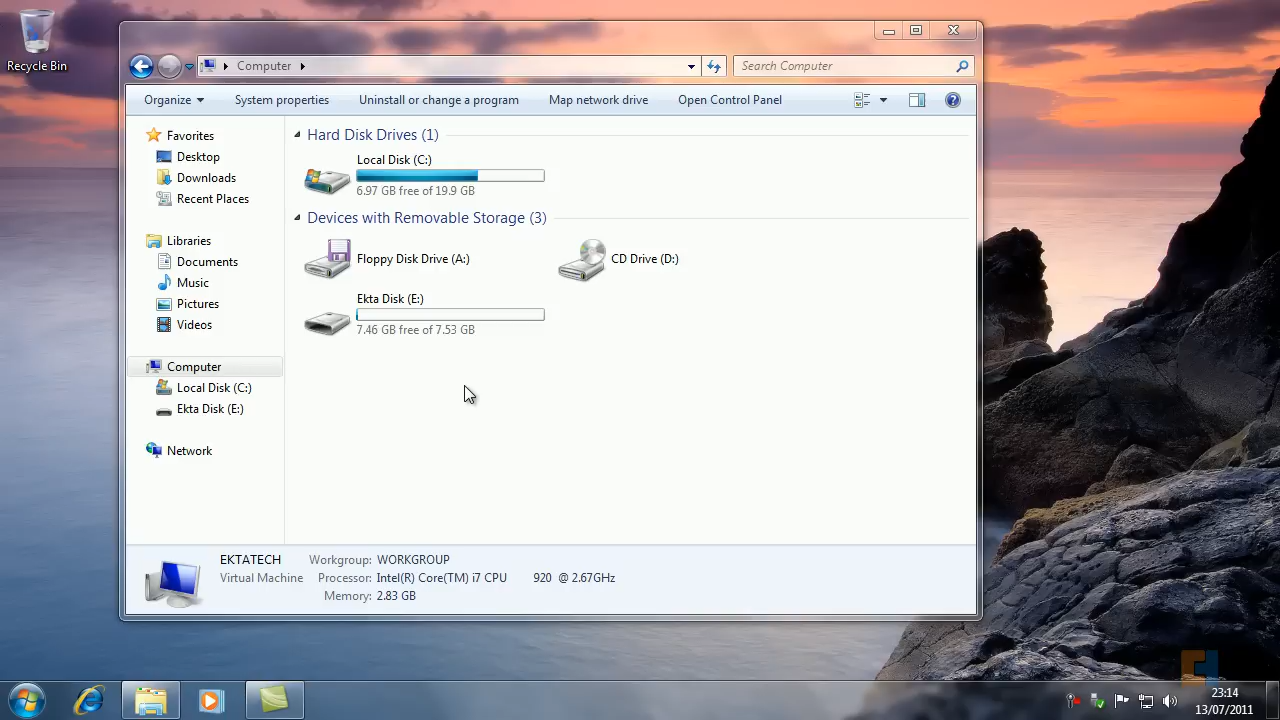 Recycle Bin
Computer
Search Computer
Organize
System properties
Uninstall or change a program
Map network drive
Open Control Panel
Favorites
Desktop
Downloads
Recent Places
Libraries
Documents
Music
Pictures
Videos
Computer
Local Disk (C:)
Ekta Disk (E:)
Network
Hard Disk Drives (1)
Local Disk (C:)
6.97 GB free of 19.9 GB
Devices with Removable Storage (3)
Floppy Disk Drive (A:)
CD Drive (D:)
Ekta Disk (E:)
7.46 GB free of 7.53 GB
EKTATECH Workgroup: WORKGROUP
Virtual Machine Processor: Intel(R) Core(TM) i7 CPU 920 @ 2.67GHz
Memory: 2.83 GB
23:14
13/07/2011